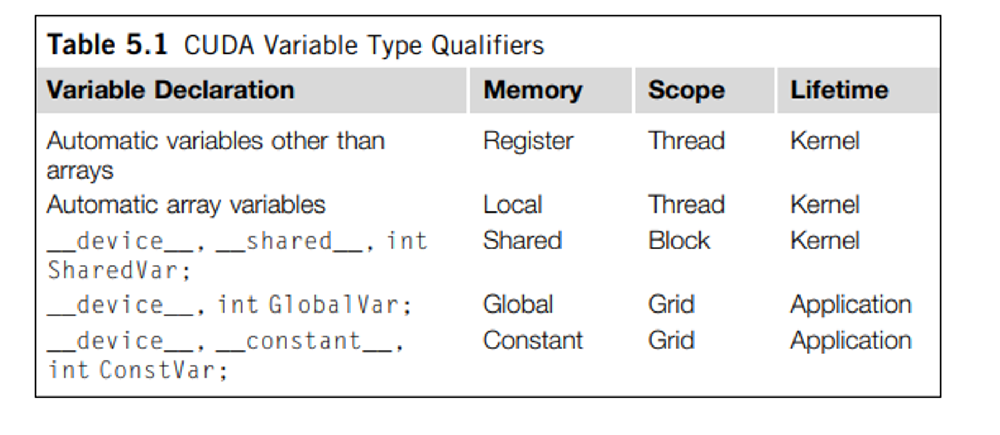 Table 5.1 CUDA Variable Type Qualifiers
Variable Declaration Memory Scope Lifetime
Automatic variables other than Register Thread Kernel
arrays
Automatic array variables Local Thread Kernel
__device__, __shared__, int Shared Block Kernel
SharedVar;
__device__, int GlobalVar; Global Grid Application
__device__, __constant__, Constant Grid Application
int ConstVar;